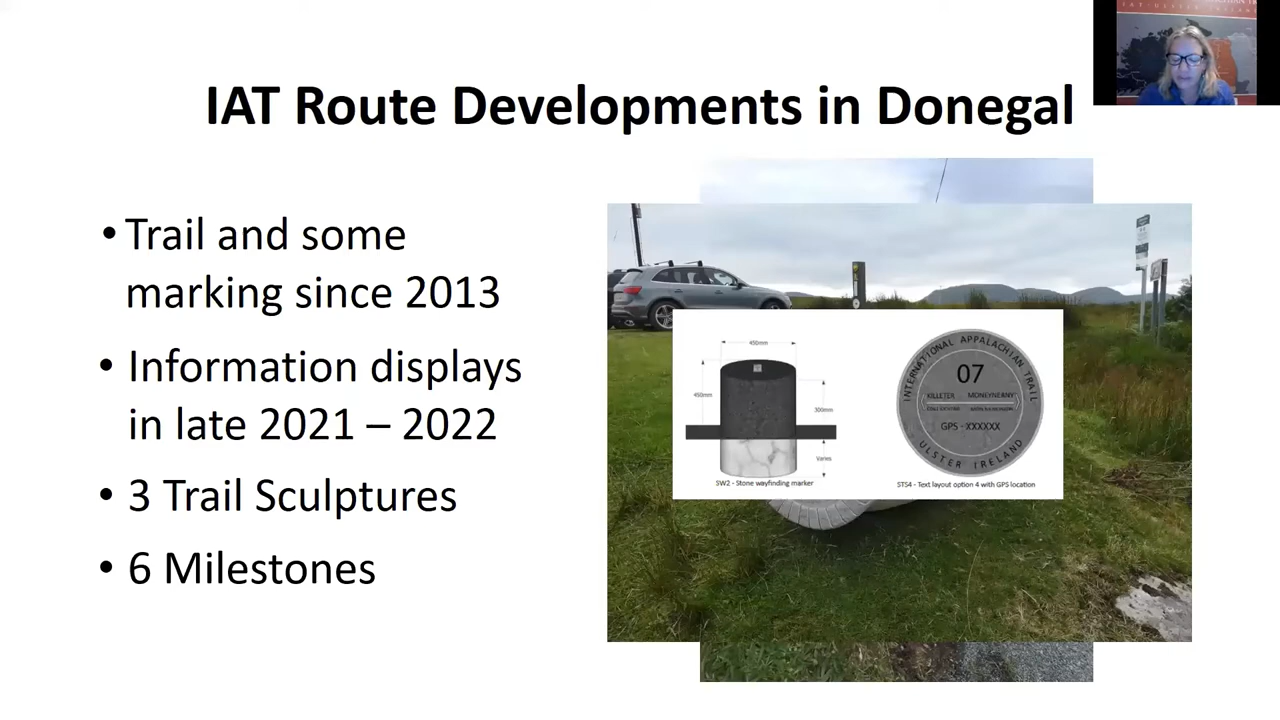 IAT Route Developments in Donegal
• Trail and some
marking since 2013
• Information displays
in late 2021 – 2022
• 3 Trail Sculptures
• 6 Milestones
450mm
450mm
300mm
Varies
SW2 - Stone wayfinding marker
INTERNATIONAL APPALACHIAN TRAIL
07
KILLETER MONEYNEANY
GPS - XXXXXX
ULSTER IRELAND
STS4 - Text layout option 4 with GPS location